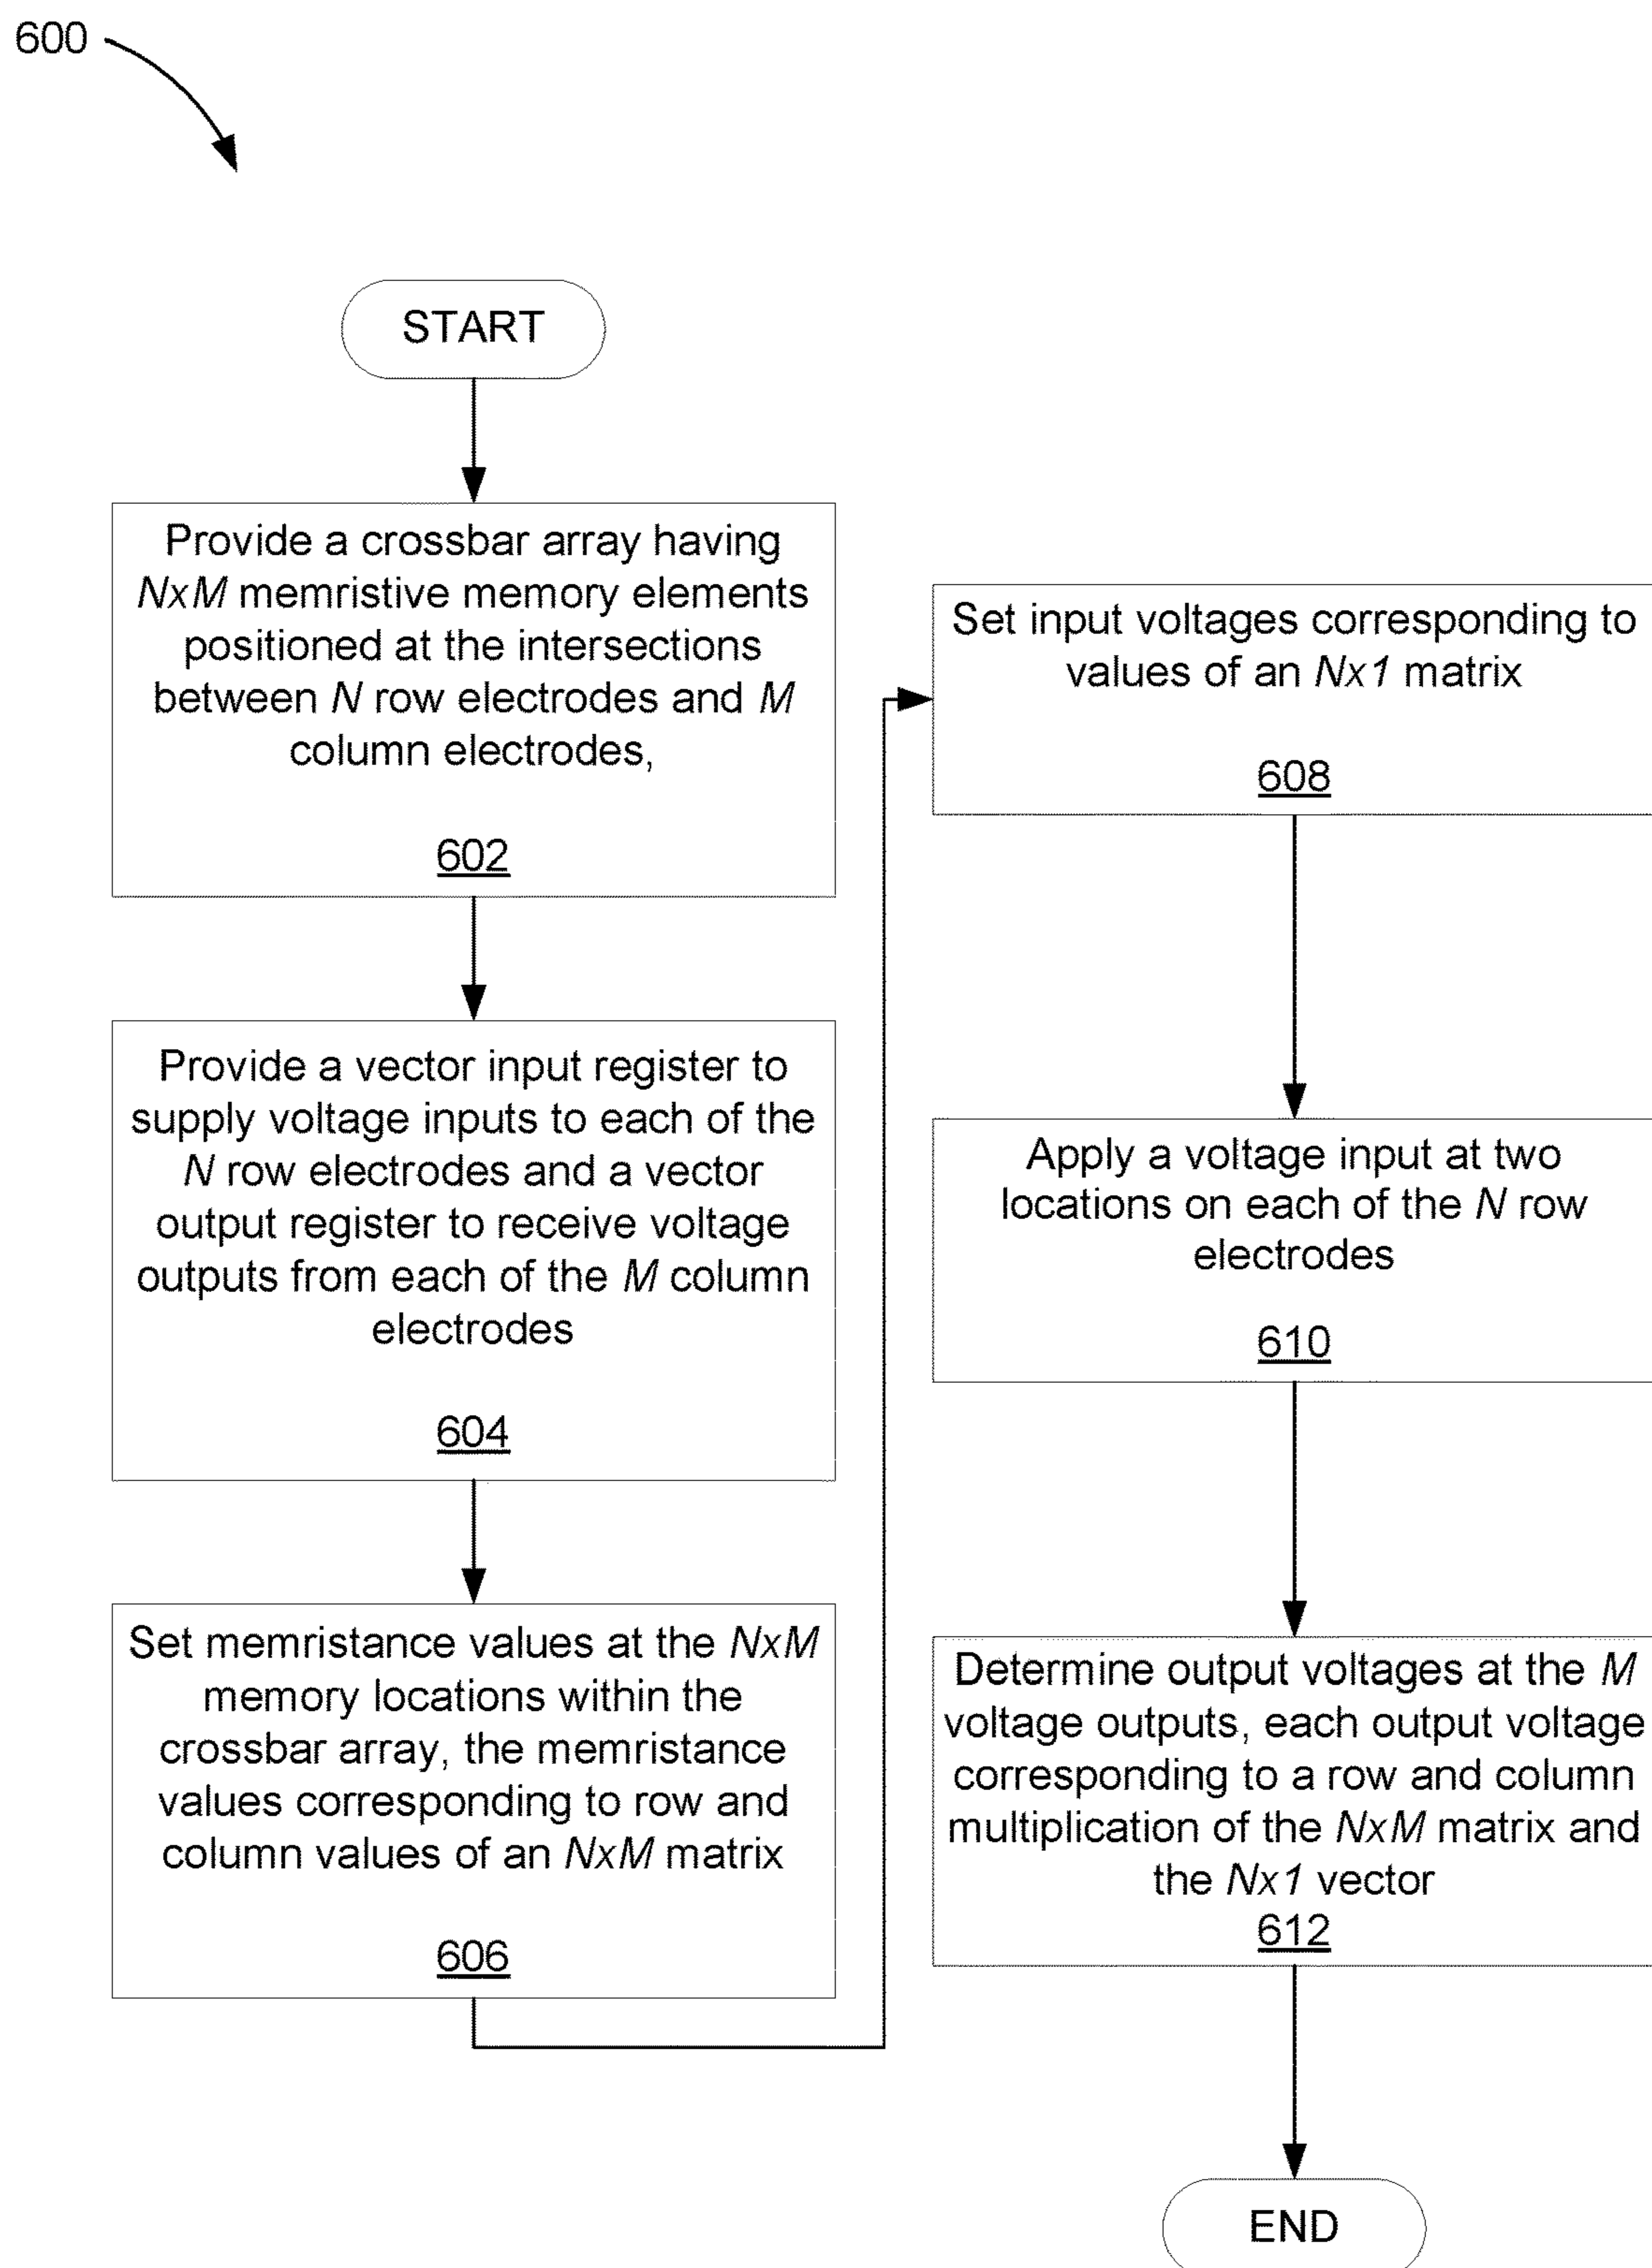 600
START
Provide a crossbar array having
NxM memristive memory elements
positioned at the intersections
between N row electrodes and M
column electrodes,
602
Provide a vector input register to
supply voltage inputs to each of the
N row electrodes and a vector
output register to receive voltage
outputs from each of the M column
electrodes
604
Set memristance values at the NxM
memory locations within the
crossbar array, the memristance
values corresponding to row and
column values of an NxM matrix
606
Set input voltages corresponding to
values of an Nx1 matrix
608
Apply a voltage input at two
locations on each of the N row
electrodes
610
Determine output voltages at the M
voltage outputs, each output voltage
corresponding to a row and column
multiplication of the NxM matrix and
the Nx1 vector
612
END